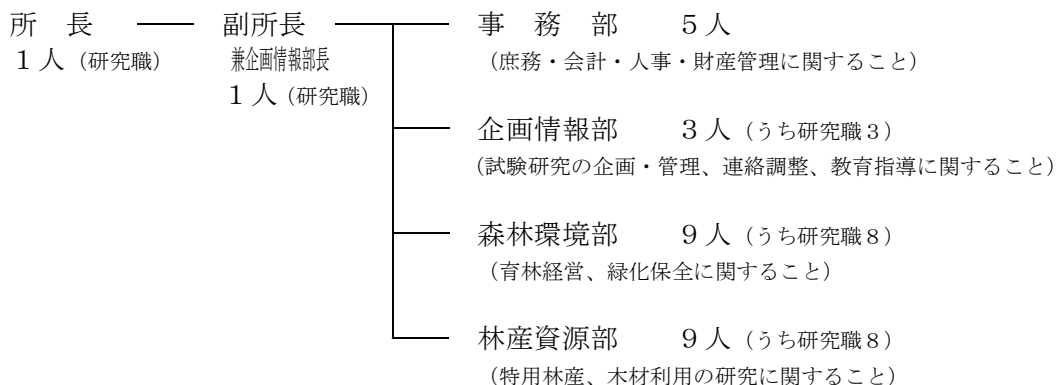 所　長
１人（研究職）
副所長
兼企画情報部長
１人（研究職）
事　務　部　　５人
（庶務・会計・人事・財産管理に関すること）
企画情報部　　３人（うち研究職３）
（試験研究の企画・管理、連絡調整、教育指導に関すること）
森林環境部　　９人（うち研究職８）
（育林経営、緑化保全に関すること）
林産資源部　　９人（うち研究職８）
（特用林産、木材利用の研究に関すること）